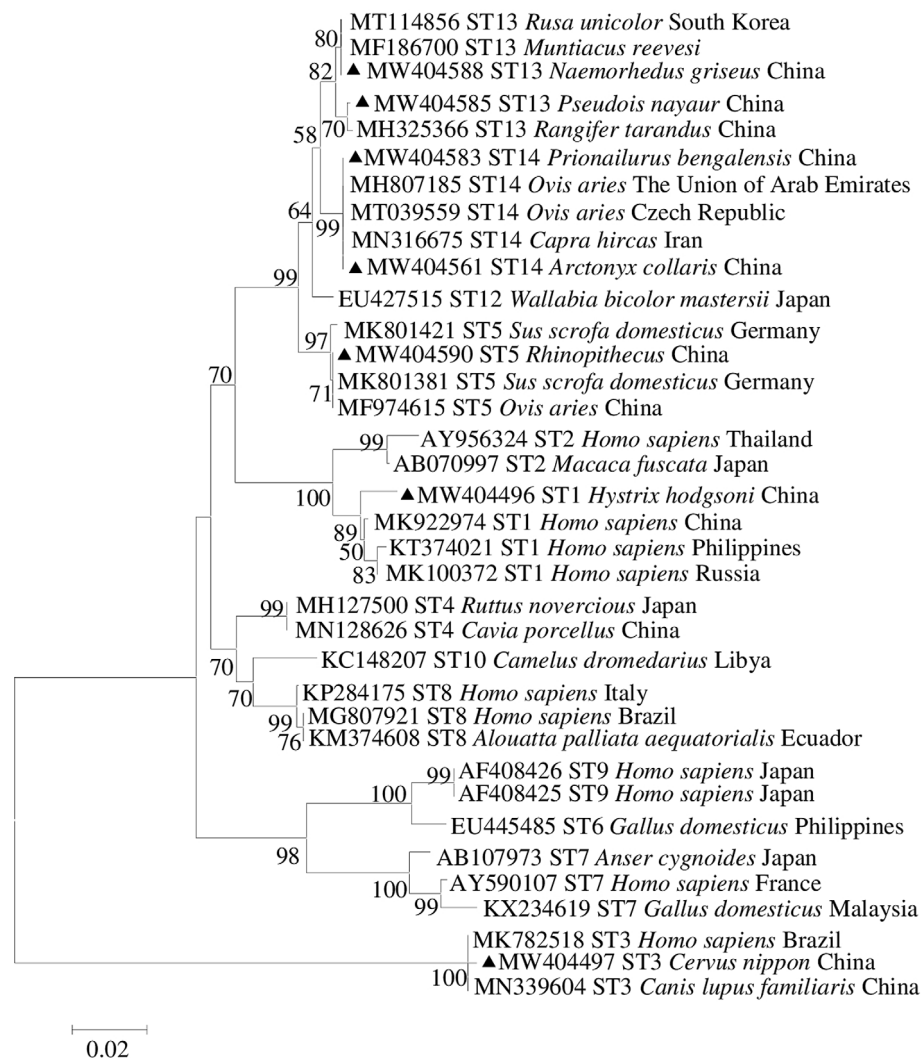 MT114856 ST13 Rusa unicolor South Korea
80
MF186700 ST13 Muntiacus reevesi
82
▲ MW404588 ST13 Naemorhedus griseus China
▲ MW404585 ST13 Pseudois nayaur China
58
70
MH325366 ST13 Rangifer tarandus China
▲MW404583 ST14 Prionailurus bengalensis China
MH807185 ST14 Ovis aries The Union of Arab Emirates
64
MT039559 ST14 Ovis aries Czech Republic
99
MN316675 ST14 Capra hircas Iran
▲ MW404561 ST14 Arctonyx collaris China
99
EU427515 ST12 Wallabia bicolor mastersii Japan
MK801421 ST5 Sus scrofa domesticus Germany
97
▲MW404590 ST5 Rhinopithecus China
70
MK801381 ST5 Sus scrofa domesticus Germany
71
MF974615 ST5 Ovis aries China
99
AY956324 ST2 Homo sapiens Thailand
AB070997 ST2 Macaca fuscata Japan
100
▲MW404496 ST1 Hystrix hodgsoni China
MK922974 ST1 Homo sapiens China
89
50
KT374021 ST1 Homo sapiens Philippines
83
MK100372 ST1 Homo sapiens Russia
99
MH127500 ST4 Ruttus novercious Japan
MN128626 ST4 Cavia porcellus China
70
KC148207 ST10 Camelus dromedarius Libya
70
KP284175 ST8 Homo sapiens Italy
99
MG807921 ST8 Homo sapiens Brazil
76
KM374608 ST8 Alouatta palliata aequatorialis Ecuador
99
AF408426 ST9 Homo sapiens Japan
100
AF408425 ST9 Homo sapiens Japan
EU445485 ST6 Gallus domesticus Philippines
98
AB107973 ST7 Anser cygnoides Japan
100
AY590107 ST7 Homo sapiens France
99
KX234619 ST7 Gallus domesticus Malaysia
MK782518 ST3 Homo sapiens Brazil
▲MW404497 ST3 Cervus nippon China
100
MN339604 ST3 Canis lupus familiaris China
0.02